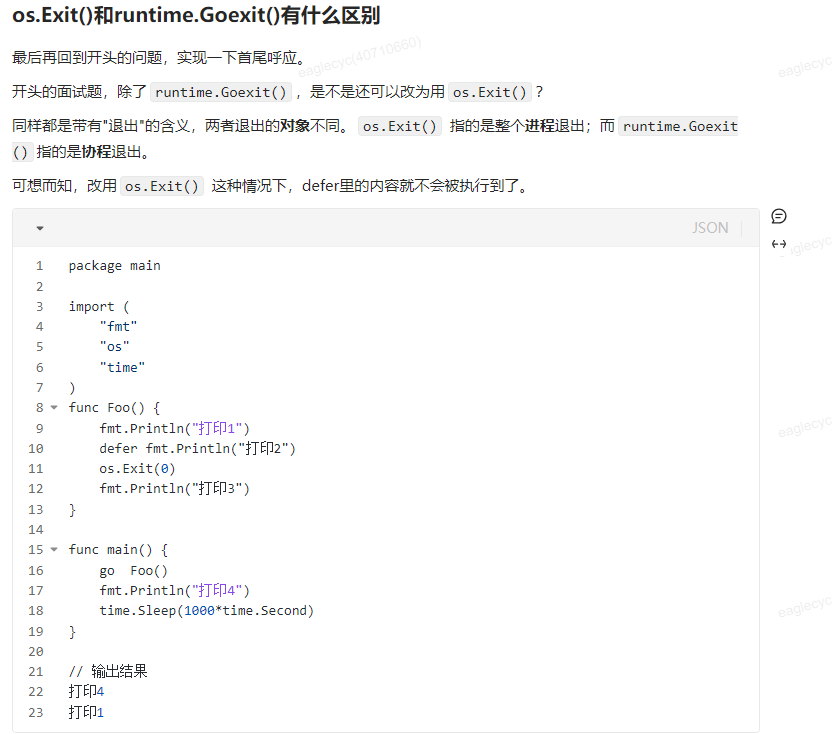 os.Exit()和runtime.Goexit()有什么区别
最后再回到开头的问题，实现一下首尾呼应。
eaglecyc(40710860)
eaglecyc
开头的面试题，除了 runtime.Goexit() ，是不是还可以改为用 os.Exit() ？
同样都是带有"退出"的含义，两者退出的对象不同。 os.Exit() 指的是整个进程退出；而 runtime.Goexit
() 指的是协程退出。
可想而知，改用 os.Exit() 这种情况下，defer里的内容就不会被执行到了。
JSON
eaglecyc
1 package main
2
3 import (
4 "fmt"
5 "os"
6 "time"
7 )
8 func Foo() {
9 fmt.Println("打印1")
10 defer fmt.Println("打印2")
11 os.Exit(0)
12 fmt.Println("打印3")
13 }
14
15 func main() {
16 go  Foo()
17 fmt.Println("打印4")
18 time.Sleep(1000*time.Second)
19 }
20
21 // 输出结果
22 打印4
23 打印1
eaglecyc
eaglecyc